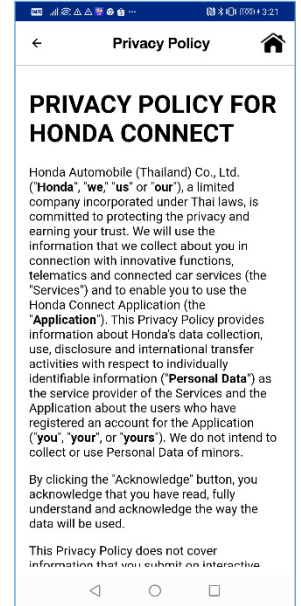 3:21
Privacy Policy
PRIVACY POLICY FOR
HONDA CONNECT
Honda Automobile (Thailand) Co., Ltd.
("Honda", "we," "us" or "our"), a limited
company incorporated under Thai laws, is
committed to protecting the privacy and
earning your trust. We will use the
information that we collect about you in
connection with innovative functions,
telematics and connected car services (the
"Services") and to enable you to use the
Honda Connect Application (the
"Application"). This Privacy Policy provides
information about Honda's data collection,
use, disclosure and international transfer
activities with respect to individually
identifiable information ("Personal Data") as
the service provider of the Services and the
Application about the users who have
registered an account for the Application
("you", "your", or "yours"). We do not intend to
collect or use Personal Data of minors.
By clicking the "Acknowledge" button, you
acknowledge that you have read, fully
understand and acknowledge the way the
data will be used.
This Privacy Policy does not cover
information that you submit on interactive